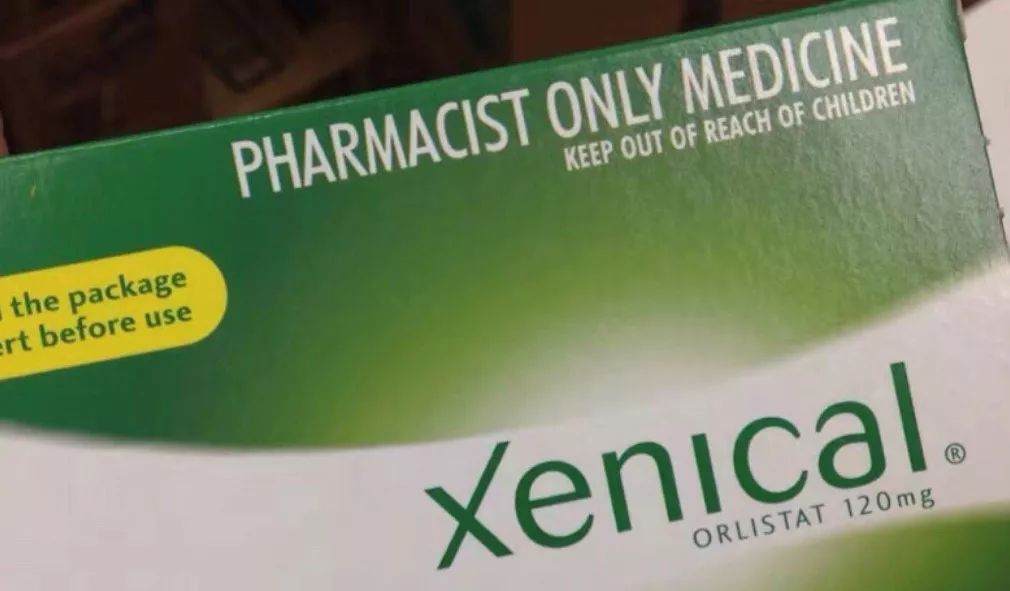 PHARMACIST ONLY MEDICINE
KEEP OUT OF REACH OF CHILDREN
the package
before use
Xenical®
ORLISTAT 120mg